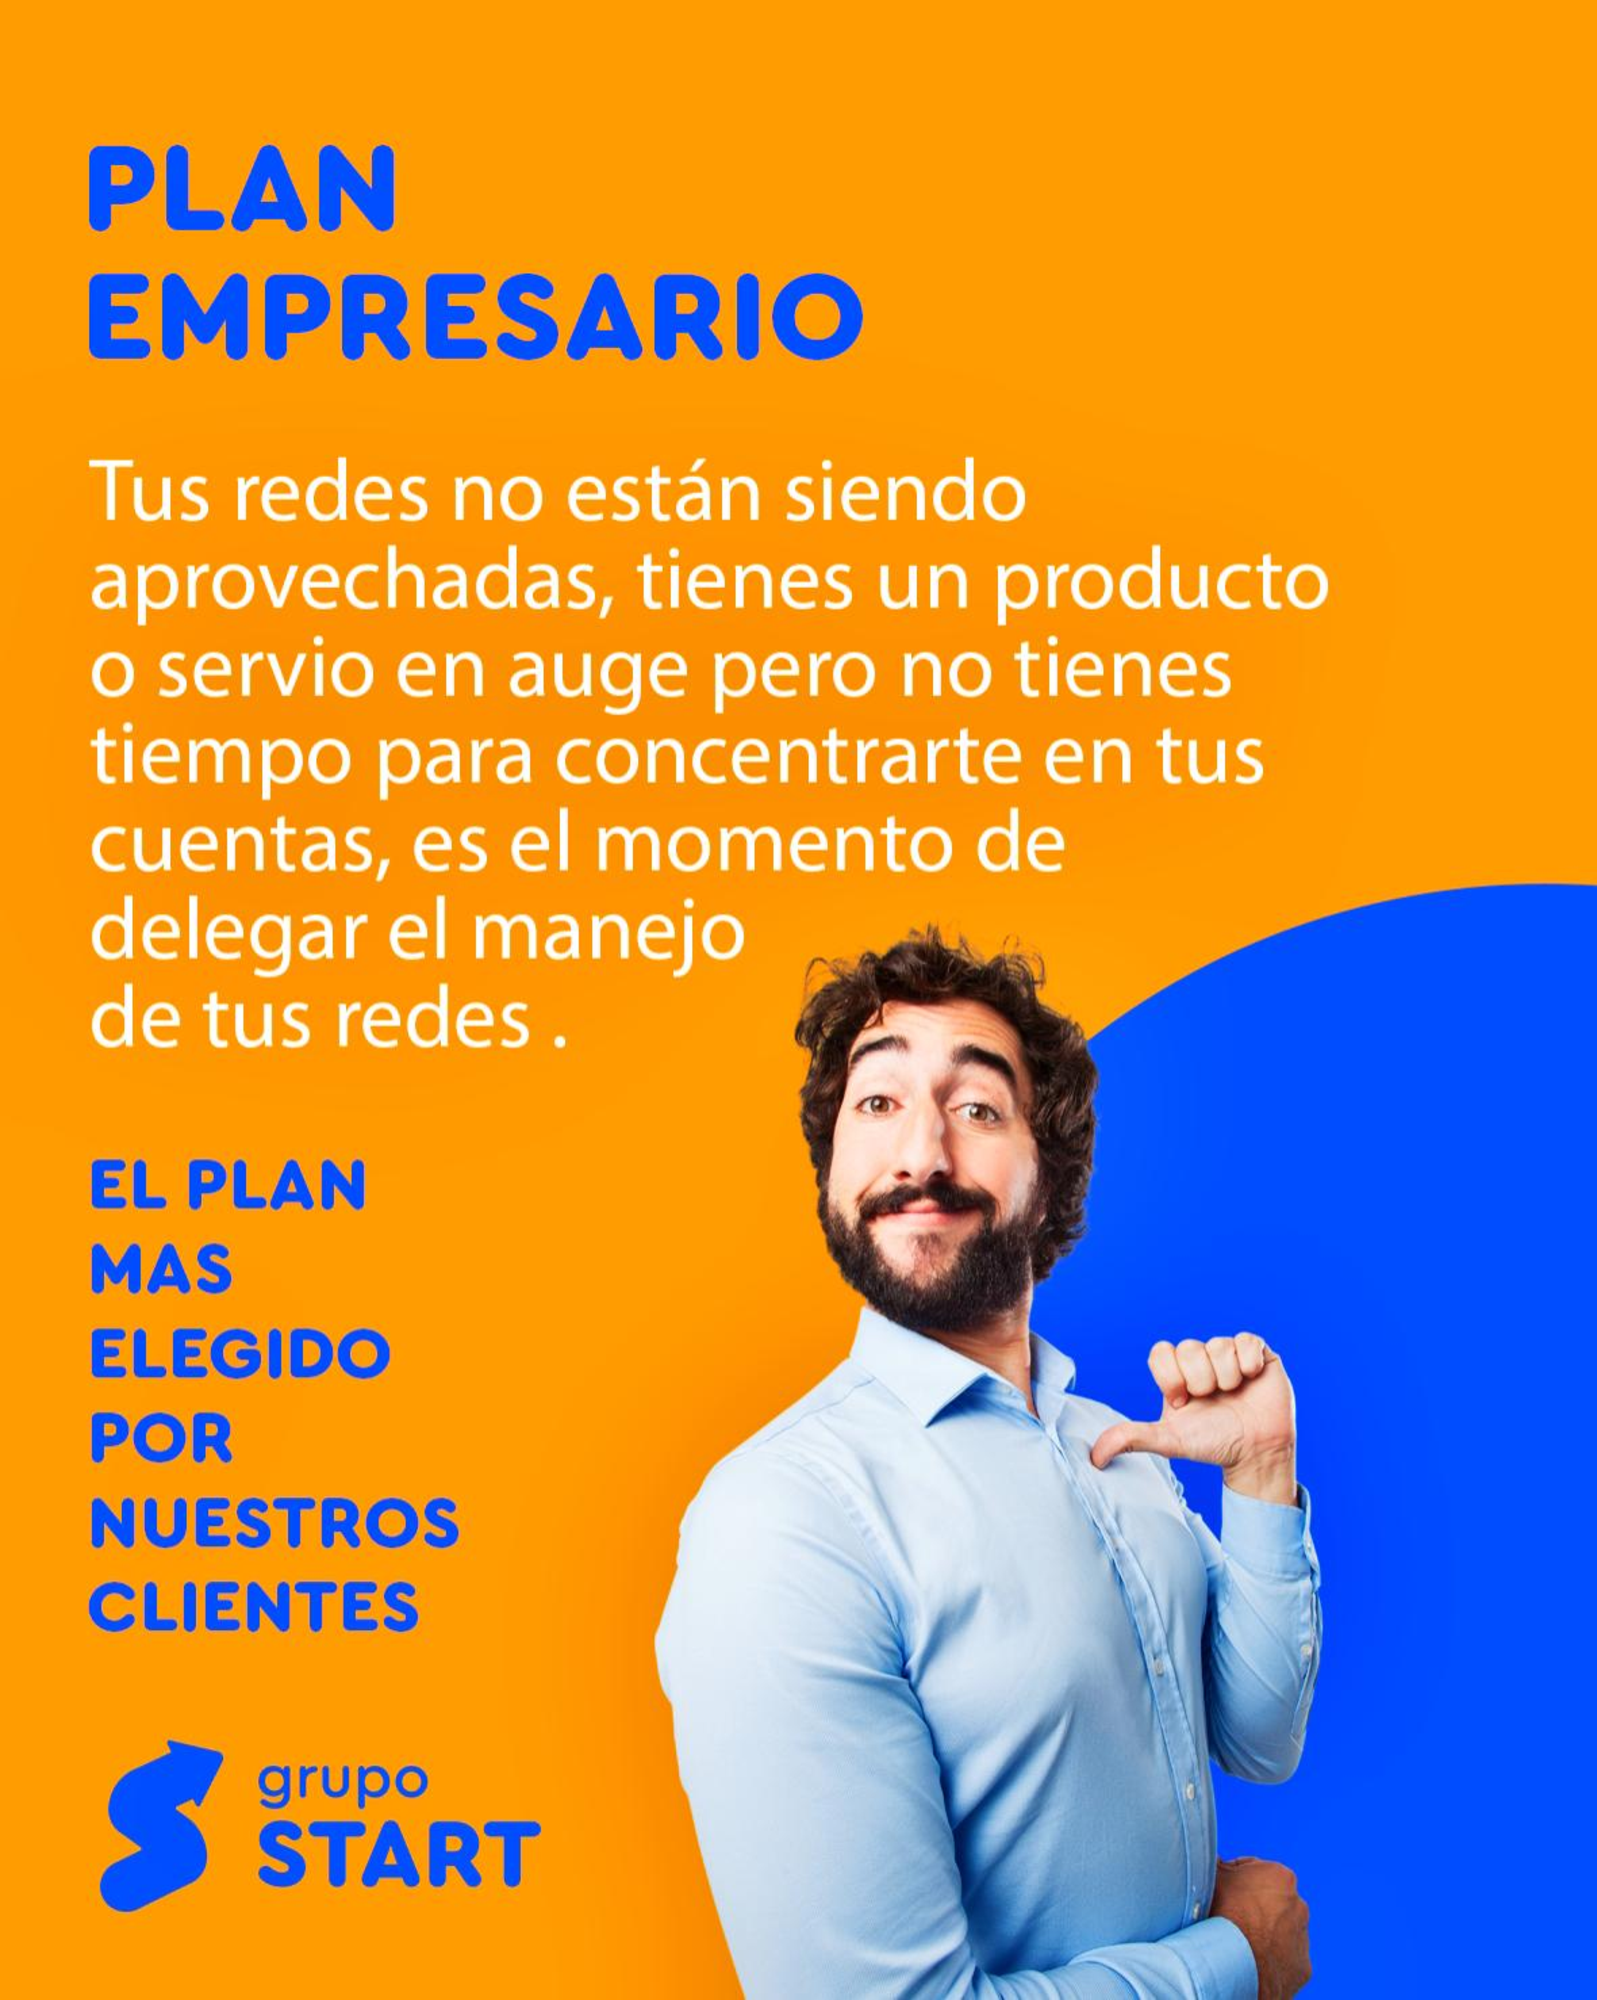 PLAN
EMPRESARIO
Tus redes no están siendo
aprovechadas, tienes un producto
o servio en auge pero no tienes
tiempo para concentrarte en tus
cuentas, es el momento de
delegar el manejo
de tus redes .
EL PLAN
MAS
ELEGIDO
POR
NUESTROS
CLIENTES
grupo
START